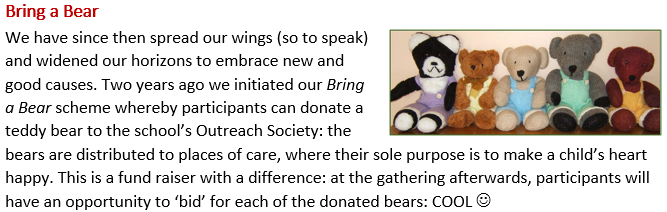 Bring a Bear
We have since then spread our wings (so to speak)
and widened our horizons to embrace new and
good causes. Two years ago we initiated our Bring
a Bear scheme whereby participants can donate a
teddy bear to the school’s Outreach Society: the
bears are distributed to places of care, where their sole purpose is to make a child’s heart
happy. This is a fund raiser with a difference: at the gathering afterwards, participants will
have an opportunity to ‘bid’ for each of the donated bears: COOL ☺